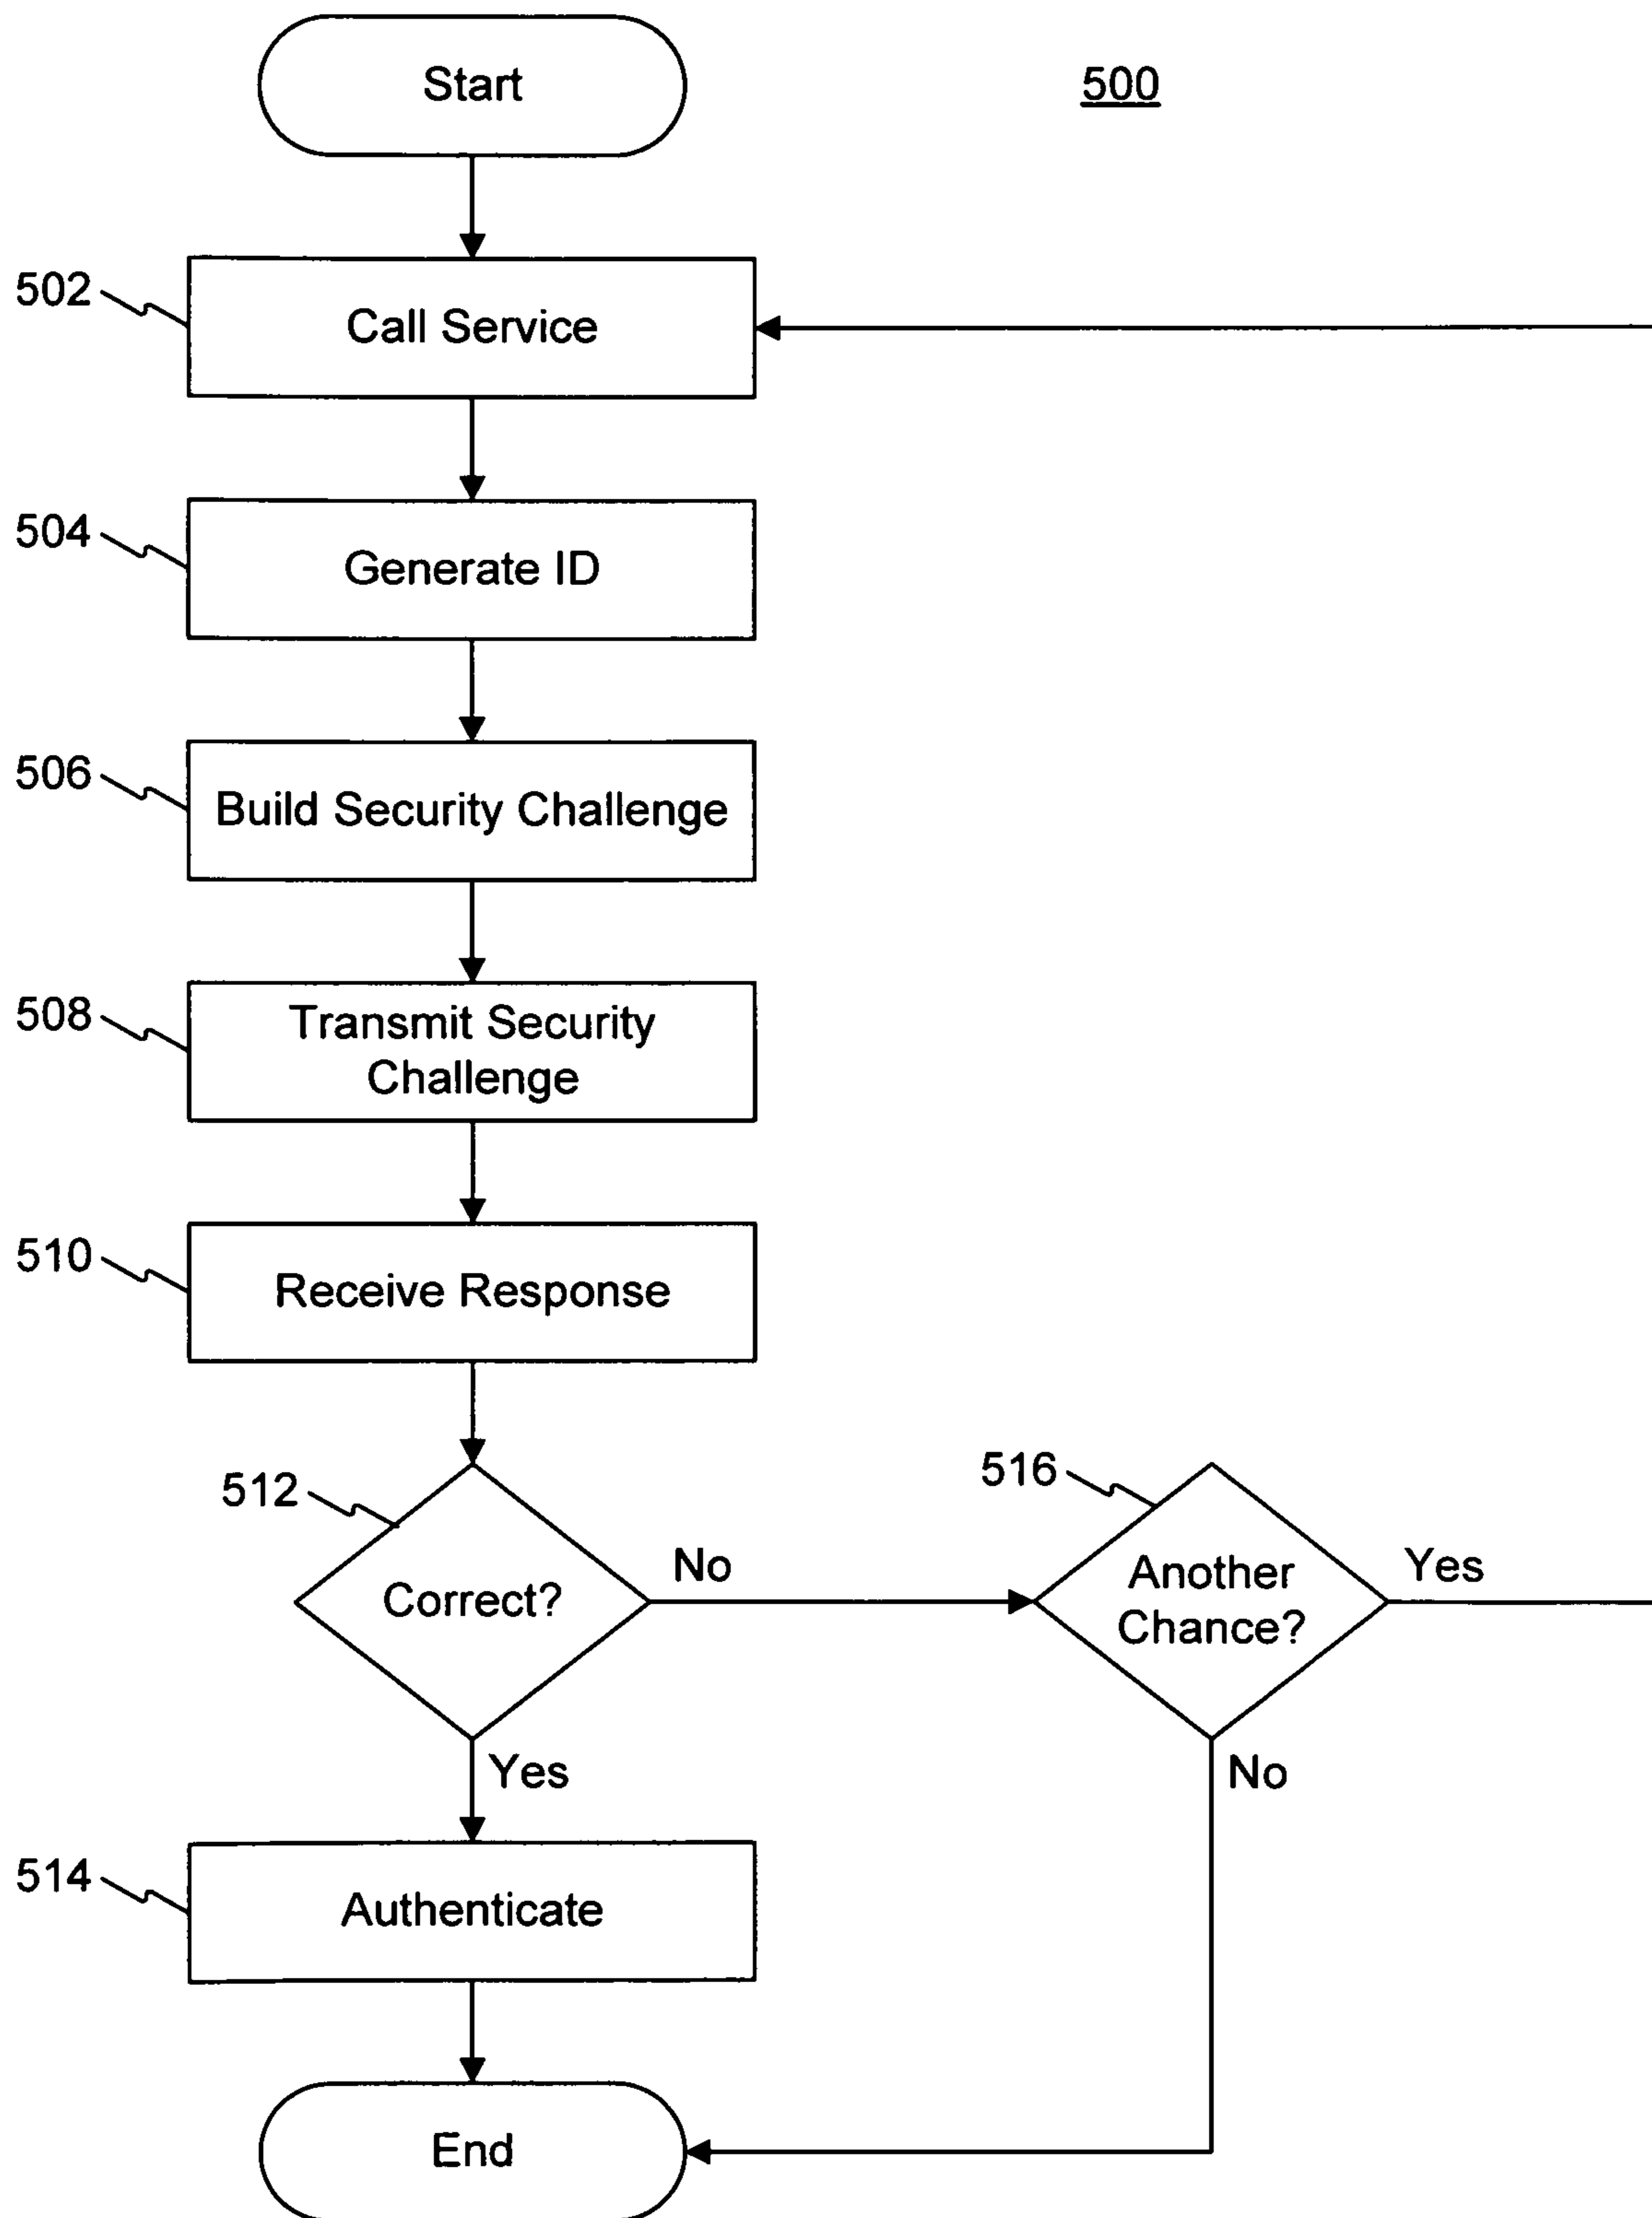 Start
500
502
Call Service
504
Generate ID
506
Build Security Challenge
508
Transmit Security
Challenge
510
Receive Response
512
Correct?
No
516
Another
Chance?
Yes
Yes
No
514
Authenticate
End